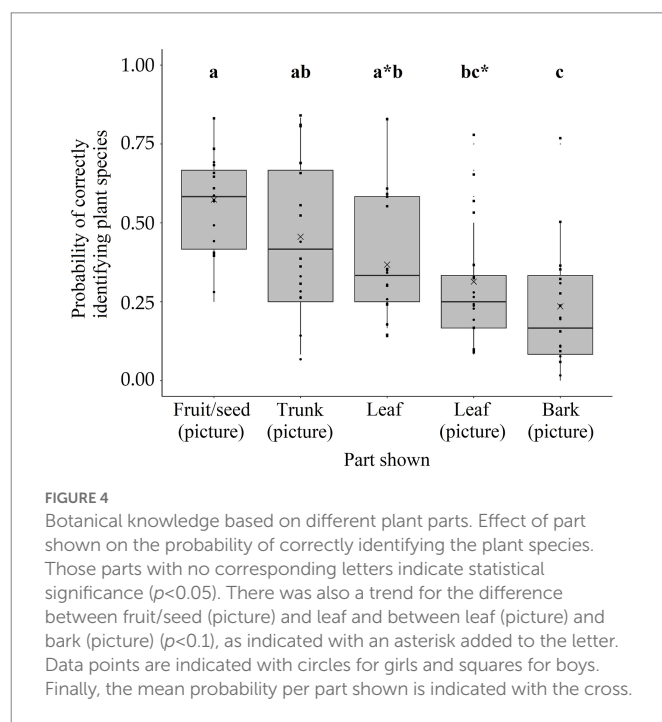 a ab a*b bc* c
1.00
0.75
0.50
0.25
0.00
Probability of correctly
identifying plant species
Fruit/seed Trunk Leaf Leaf Bark
(picture) (picture) (picture) (picture)
Part shown
FIGURE 4
Botanical knowledge based on different plant parts. Effect of part
shown on the probability of correctly identifying the plant species.
Those parts with no corresponding letters indicate statistical
significance (p<0.05). There was also a trend for the difference
between fruit/seed (picture) and leaf and between leaf (picture) and
bark (picture) (p<0.1), as indicated with an asterisk added to the letter.
Data points are indicated with circles for girls and squares for boys.
Finally, the mean probability per part shown is indicated with the cross.